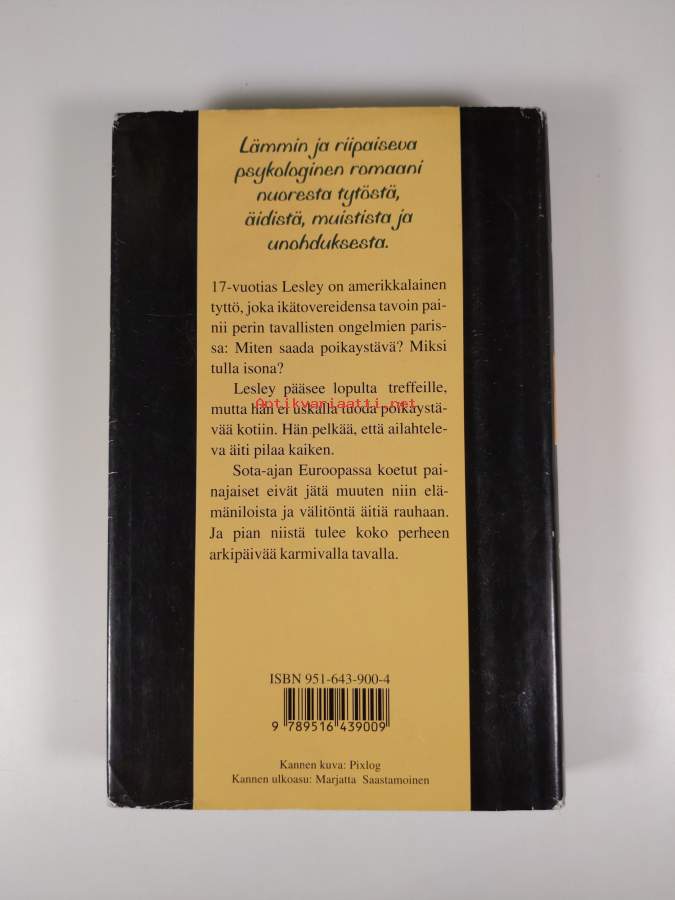 Lämmin ja riipaiseva
psykologinen romaani
nuoresta tytöstä,
äidistä, muistista ja
unohduksesta.
17-vuotias Lesley on amerikkalainen
tyttö, joka ikätovereidensa tavoin pai-
nii perin tavallisten ongelmien paris-
sa: Miten saada poikaystävä? Miksi
tulla isona?
Lesley pääsee lopulta treffeille,
Antikvariaatti.net
mutta hän ei uskalla tuoda poikaystä-
vää kotiin. Hän pelkää, että ailahtele-
va äiti pilaa kaiken.
Sota-ajan Euroopassa koetut pai-
najaiset eivät jätä muuten niin elä-
mäniloista ja välitöntä äitiä rauhaan.
Ja pian niistä tulee koko perheen
arkipäivää karmivalla tavalla.
ISBN 951-643-900-4
9 789516 439009
Kannen kuva: Pixlog
Kannen ulkoasu: Marjatta Saastamoinen